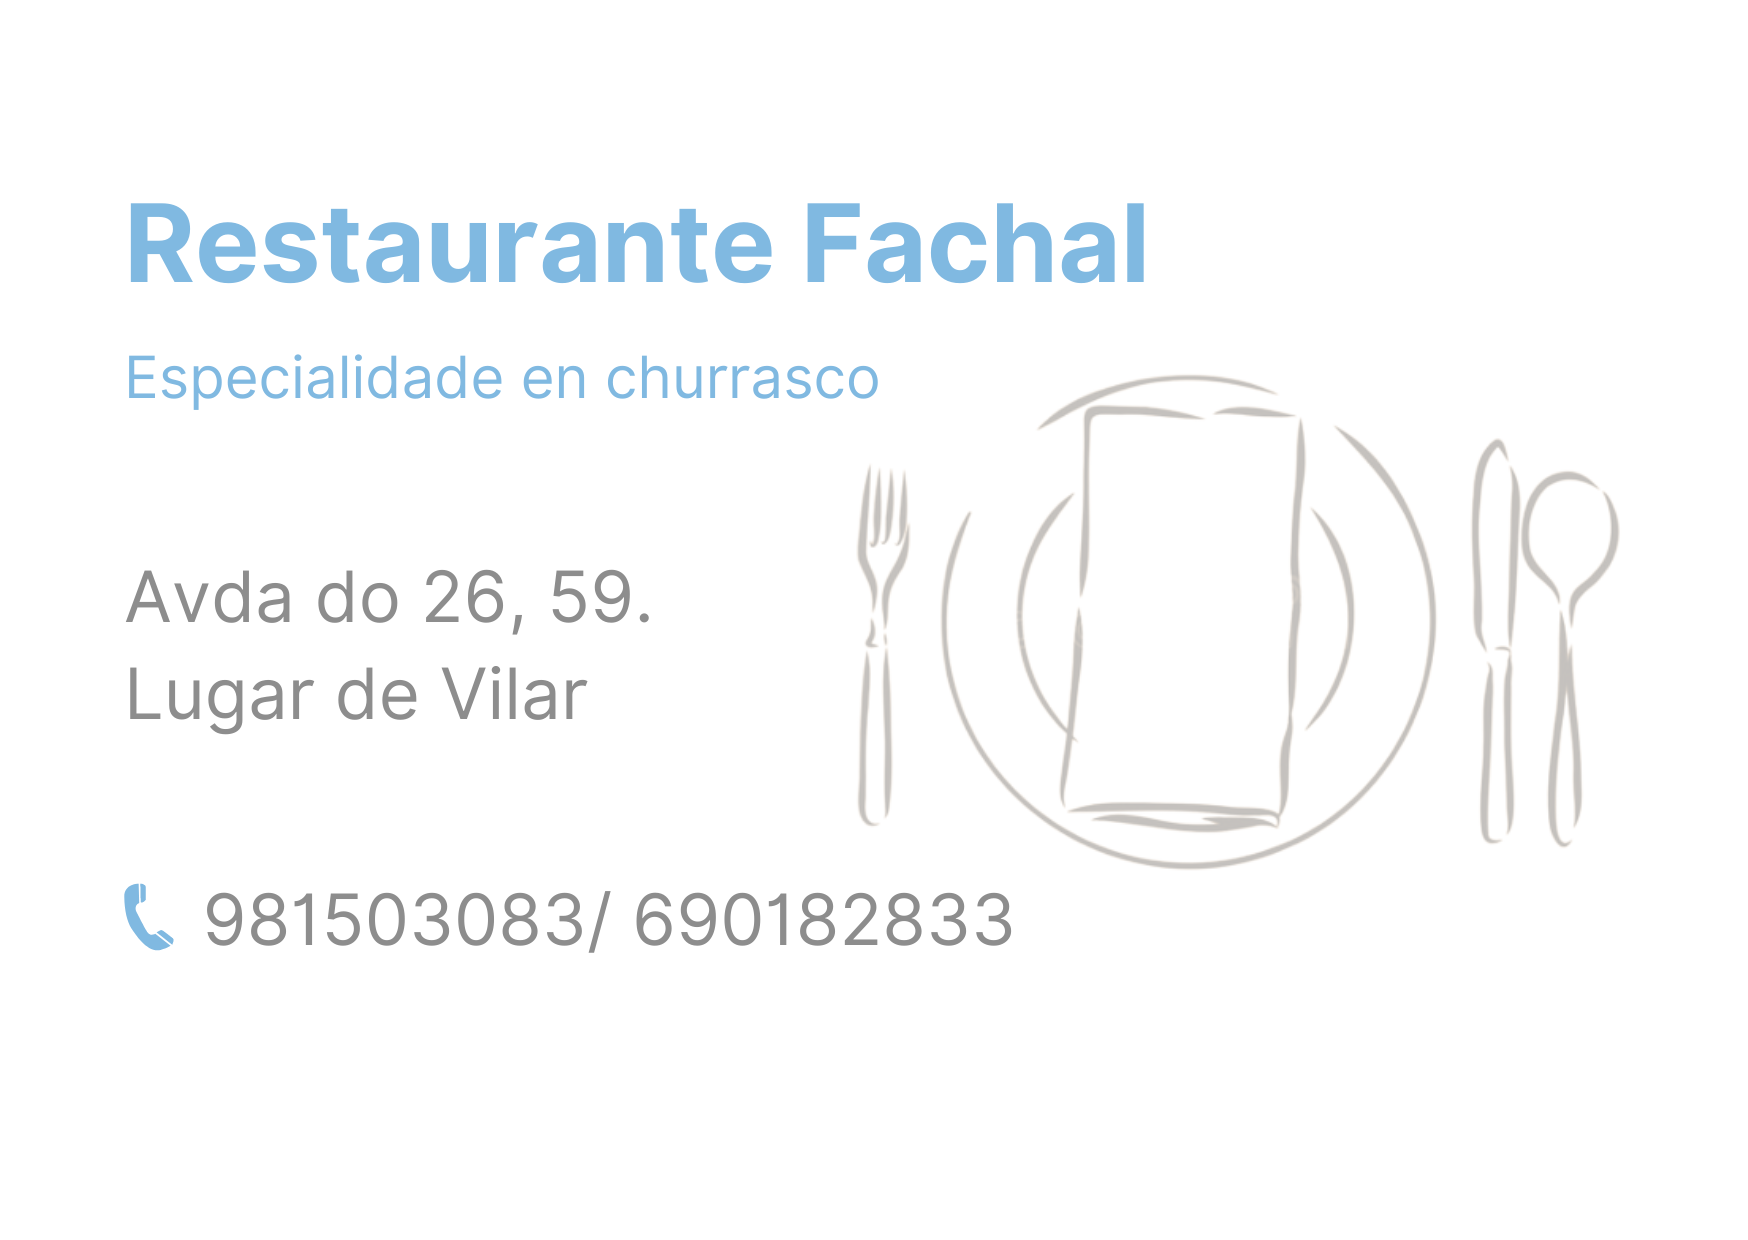 Restaurante Fachal
Especialidade en churrasco
Avda do 26, 59.
Lugar de Vilar
981503083/ 690182833